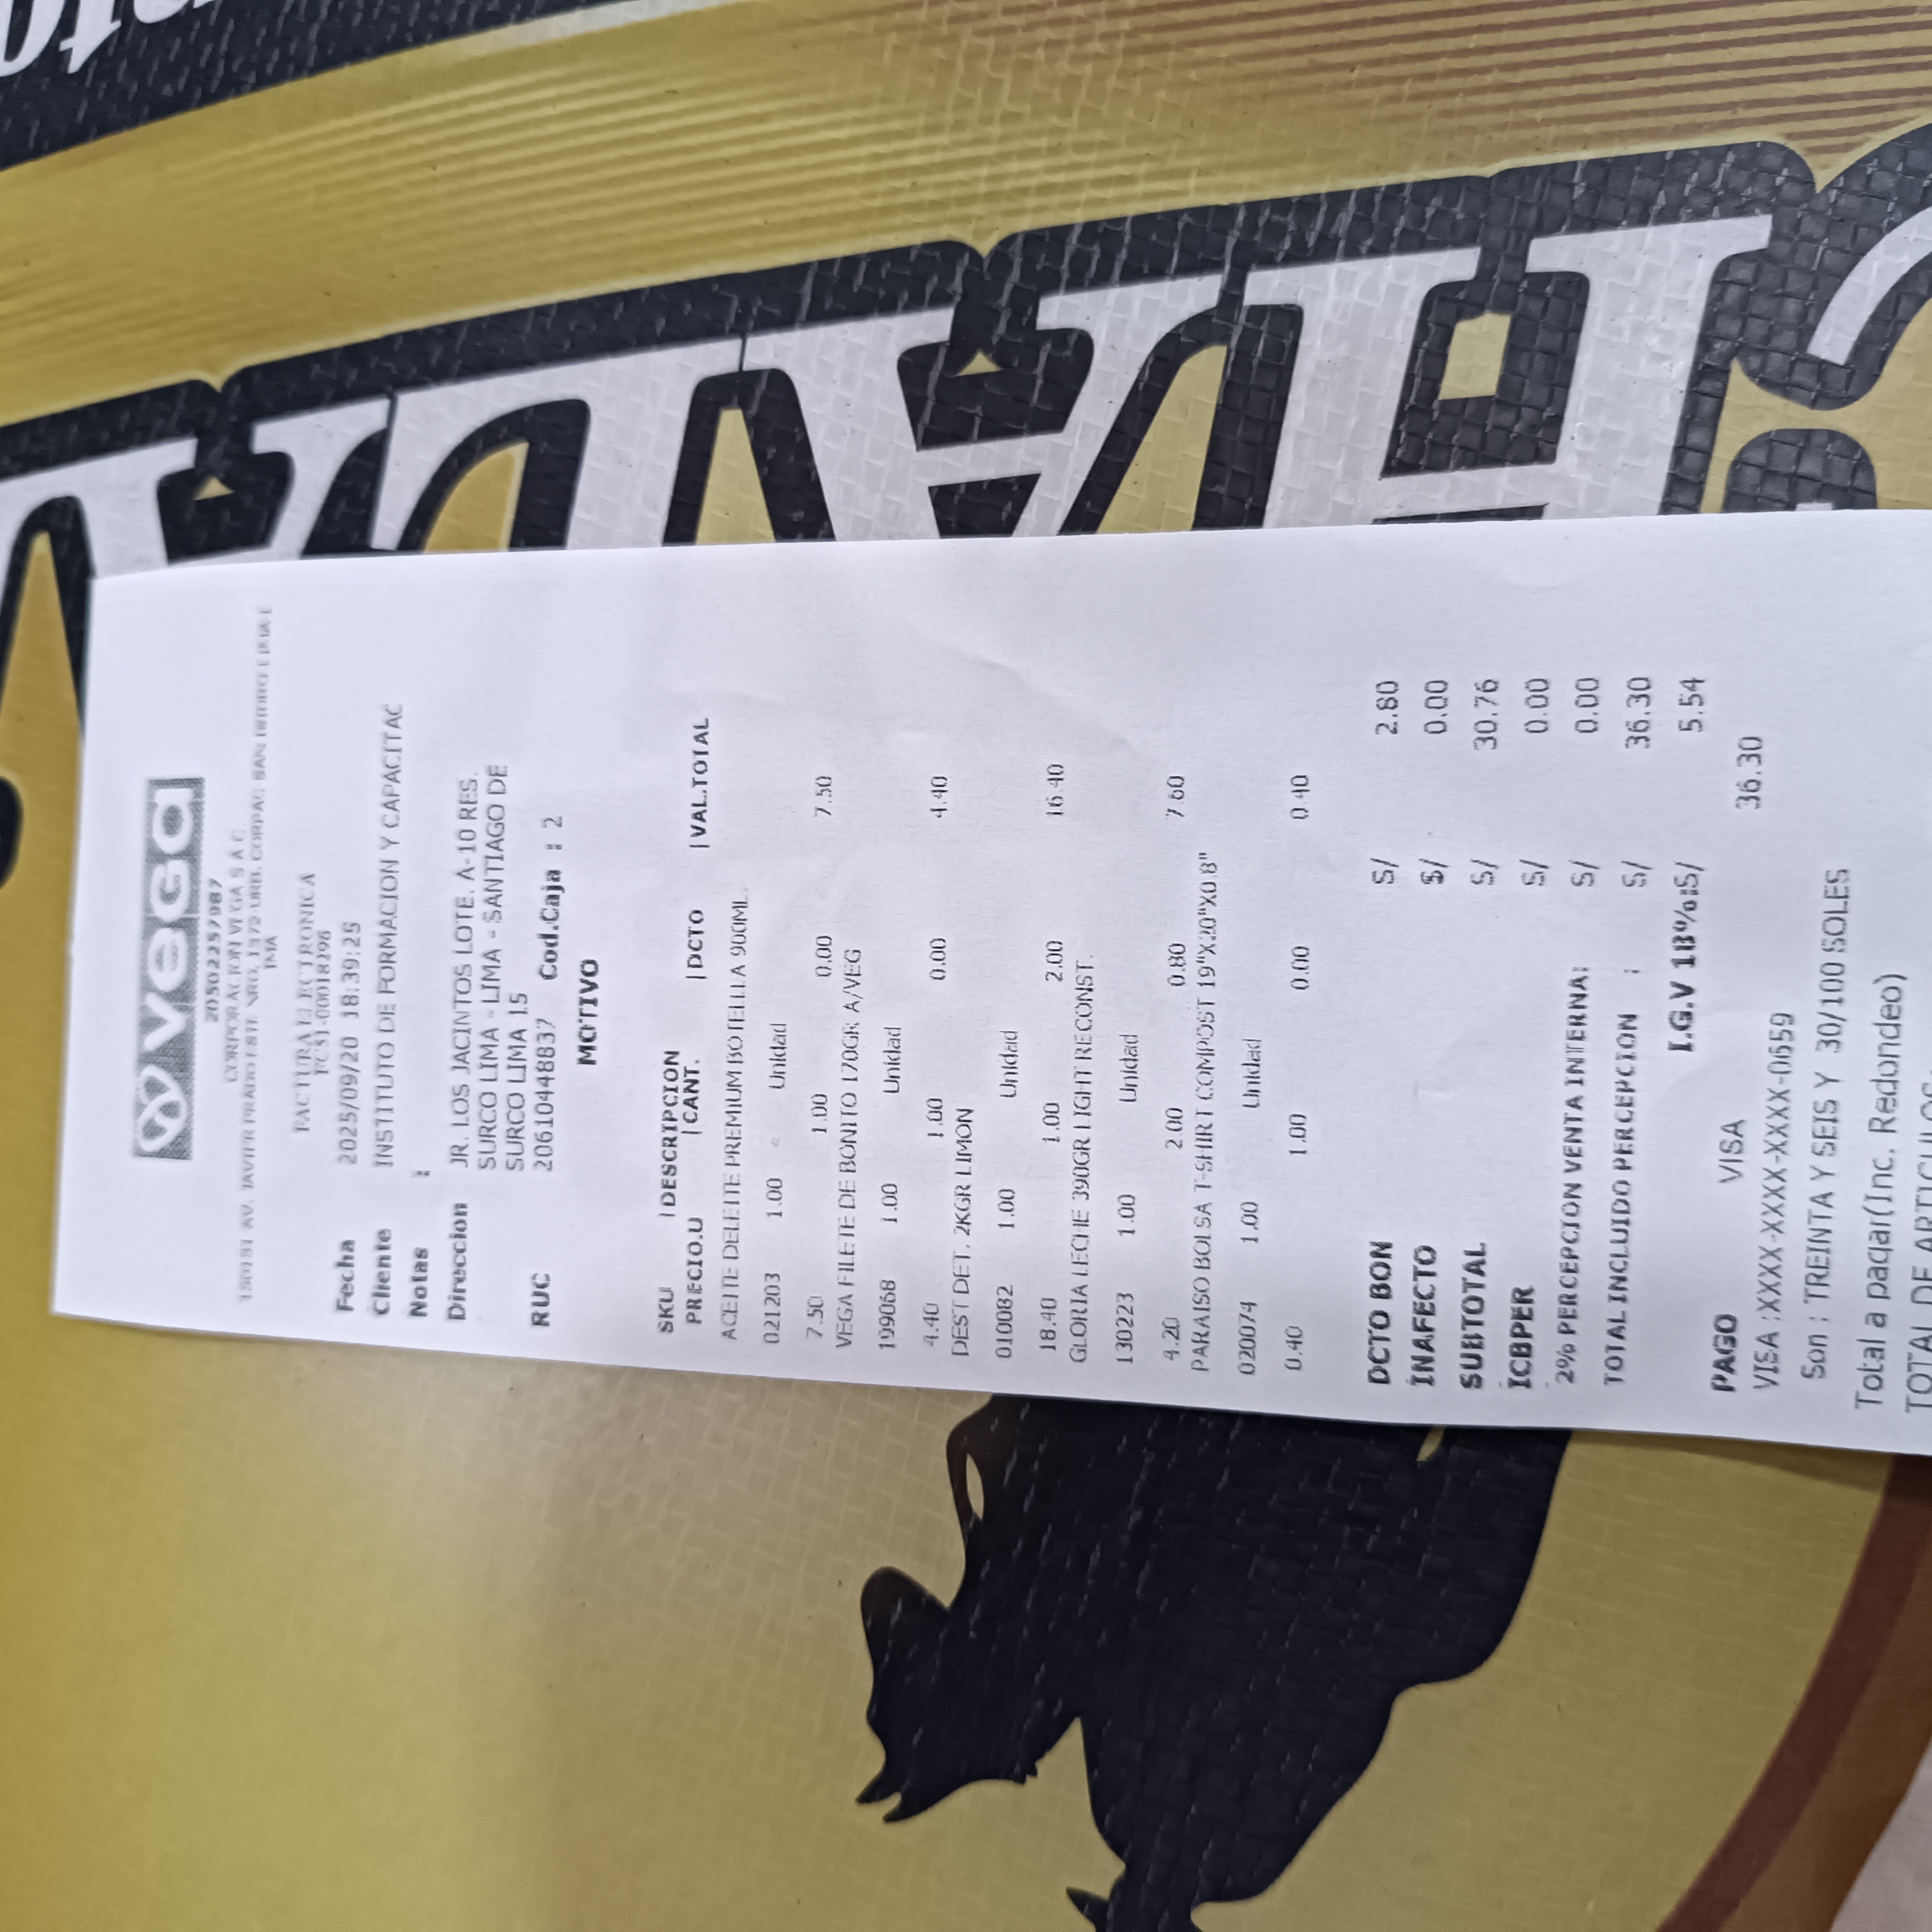 vega
20502257987
CORPORACION VEGA S.A.C.
AV. JAVIER PRADO ESTE NRO. 1372 URB. CORPAC SAN ISIDRO LIMA-L
IMA
FACTURA ELECTRONICA
FC51-00018296
Fecha 2025/09/20 18:39:25
Cliente INSTITUTO DE FORMACION Y CAPACITAC
Notas :
Direccion JR. LOS JACINTOS LOTE. A-10 RES.
SURCO LIMA - LIMA - SANTIAGO DE
SURCO LIMA 15
RUC 20610448837 Cod.Caja : 2
MOTIVO
SKU |DESCRIPCION
PRECIO.U |CANT. |DCTO |VAL.TOTAL
ACEITE DELEITE PREMIUM BOTELLA 900ML.
021203 1.00 Unidad
7.50 1.00 0.00 7.50
VEGA FILETE DE BONITO 170GR A/VEG
199068 1.00 Unidad
4.40 1.00 0.00 4.40
DEST DET. 2KGR LIMON
010082 1.00 Unidad
18.40 1.00 2.00 16.40
GLORIA LECHE 390GR LIGHT RECONST.
130223 1.00 Unidad
4.20 2.00 0.80 7.60
PARAISO BOLSA T-SHIRT COMPOST 19"X20"X0.8"
020074 1.00 Unidad
0.40 1.00 0.00 0.40
DCTO BON S/ 2.80
INAFECTO S/ 0.00
SUBTOTAL S/ 30.76
ICBPER S/ 0.00
2% PERCEPCION VENTA INTERNA: S/ 0.00
TOTAL INCLUIDO PERCEPCION : S/ 36.30
I.G.V 18%:S/ 5.54
PAGO VISA 36.30
VISA :XXXX-XXXX-XXXX-0659
Son : TREINTA Y SEIS Y 30/100 SOLES
Total a pagar(Inc. Redondeo)
TOTAL DE ARTICULOS: